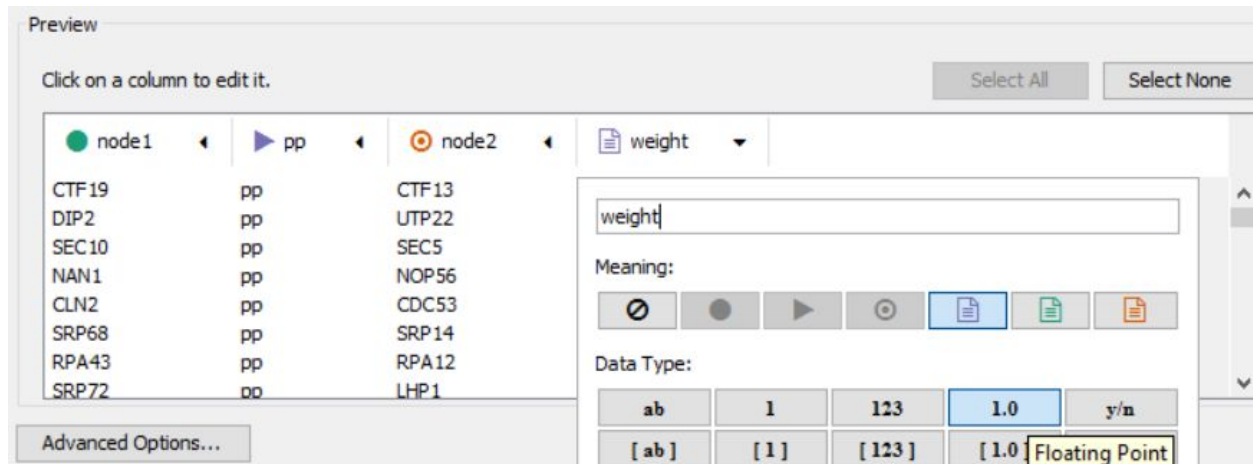 Preview
Click on a column to edit it. Select All Select None
node1 pp node2 weight
CTF19 pp CTF13
DIP2 pp UTP22
SEC10 pp SEC5
NAN1 pp NOP56
CLN2 pp CDC53
SRP68 pp SRP14
RPA43 pp RPA12
SRP72 pp LHP1
weight
Meaning:
Data Type:
ab 1 123 1.0 y/n
[ ab ] [ 1 ] [ 123 ] [ 1.0 Floating Point
Advanced Options...